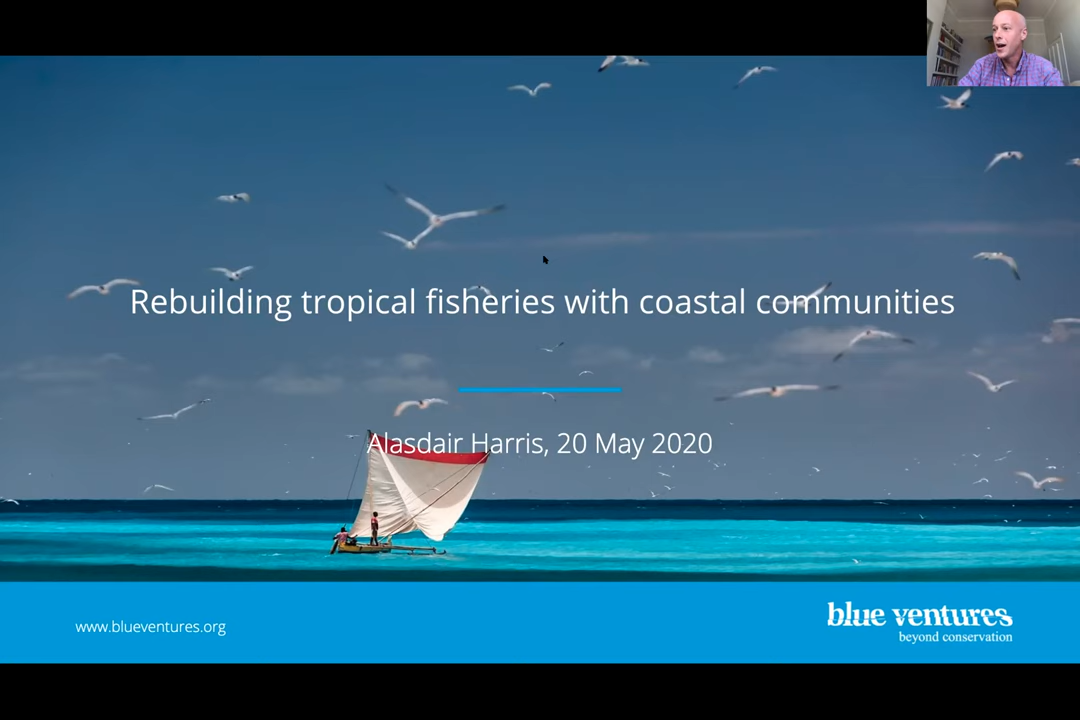 Rebuilding tropical fisheries with coastal communities
Alasdair Harris, 20 May 2020
www.blueventures.org
blue ventures
beyond conservation